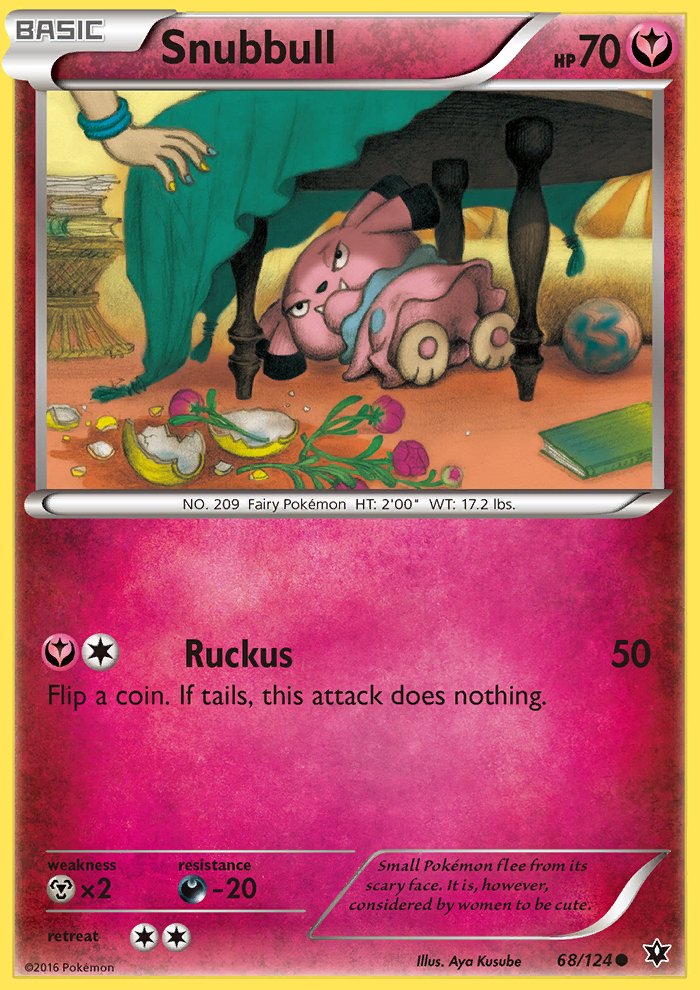 BASIC
Snubbull
HP 70
NO. 209 Fairy Pokémon HT: 2'00" WT: 17.2 lbs.
Ruckus 50
Flip a coin. If tails, this attack does nothing.
weakness
×2
resistance
-20
retreat
Small Pokémon flee from its
scary face. It is, however,
considered by women to be cute.
©2016 Pokémon
Illus. Aya Kusube
68/124